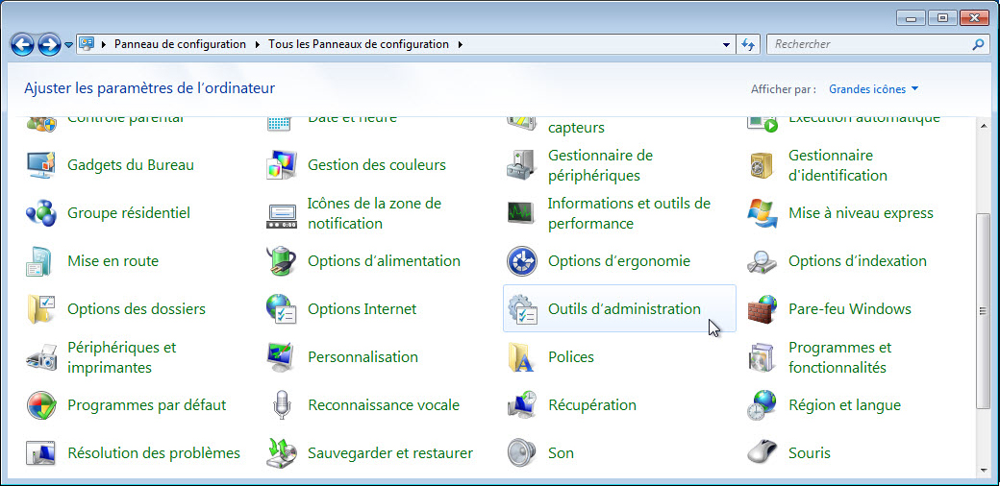 Panneau de configuration Tous les Panneaux de configuration Rechercher
Ajuster les paramètres de l'ordinateur
Afficher par : Grandes icônes
Contrôle parental
Date et heure
capteurs
Exécution automatique
Gadgets du Bureau
Gestion des couleurs
Gestionnaire de
périphériques
Gestionnaire
d'identification
Groupe résidentiel
Icônes de la zone de
notification
Informations et outils de
performance
Mise à niveau express
Mise en route
Options d'alimentation
Options d'ergonomie
Options d'indexation
Options des dossiers
Options Internet
Outils d'administration
Pare-feu Windows
Périphériques et
imprimantes
Personnalisation
Polices
Programmes et
fonctionnalités
Programmes par défaut
Reconnaissance vocale
Récupération
Région et langue
Résolution des problèmes
Sauvegarder et restaurer
Son
Souris